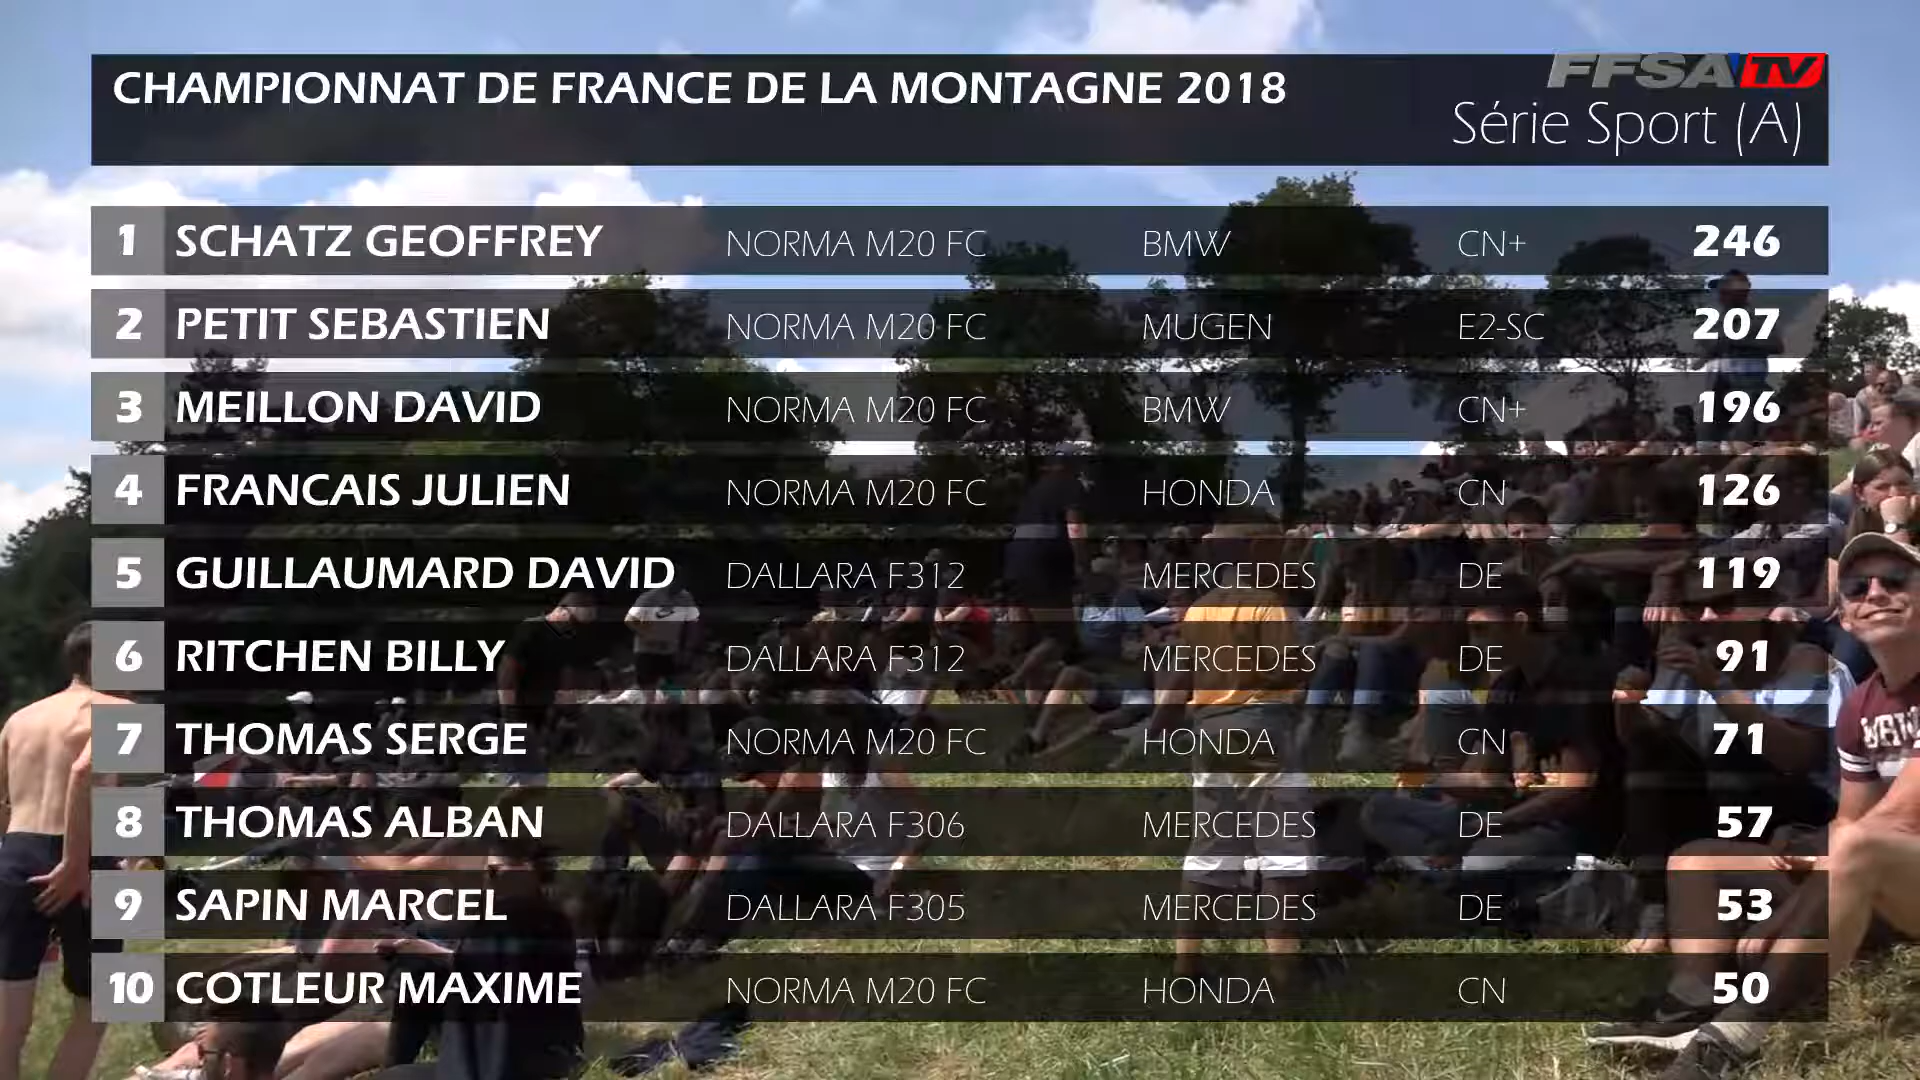 CHAMPIONNAT DE FRANCE DE LA MONTAGNE 2018
FFSA TV
Série Sport (A)
1 SCHATZ GEOFFREY NORMA M20 FC BMW CN+ 246
2 PETIT SEBASTIEN NORMA M20 FC MUGEN E2-SC 207
3 MEILLON DAVID NORMA M20 FC BMW CN+ 196
4 FRANCAIS JULIEN NORMA M20 FC HONDA CN 126
5 GUILLAUMARD DAVID DALLARA F312 MERCEDES DE 119
6 RITCHEN BILLY DALLARA F312 MERCEDES DE 91
7 THOMAS SERGE NORMA M20 FC HONDA CN 71
8 THOMAS ALBAN DALLARA F306 MERCEDES DE 57
9 SAPIN MARCEL DALLARA F305 MERCEDES DE 53
10 COTLEUR MAXIME NORMA M20 FC HONDA CN 50